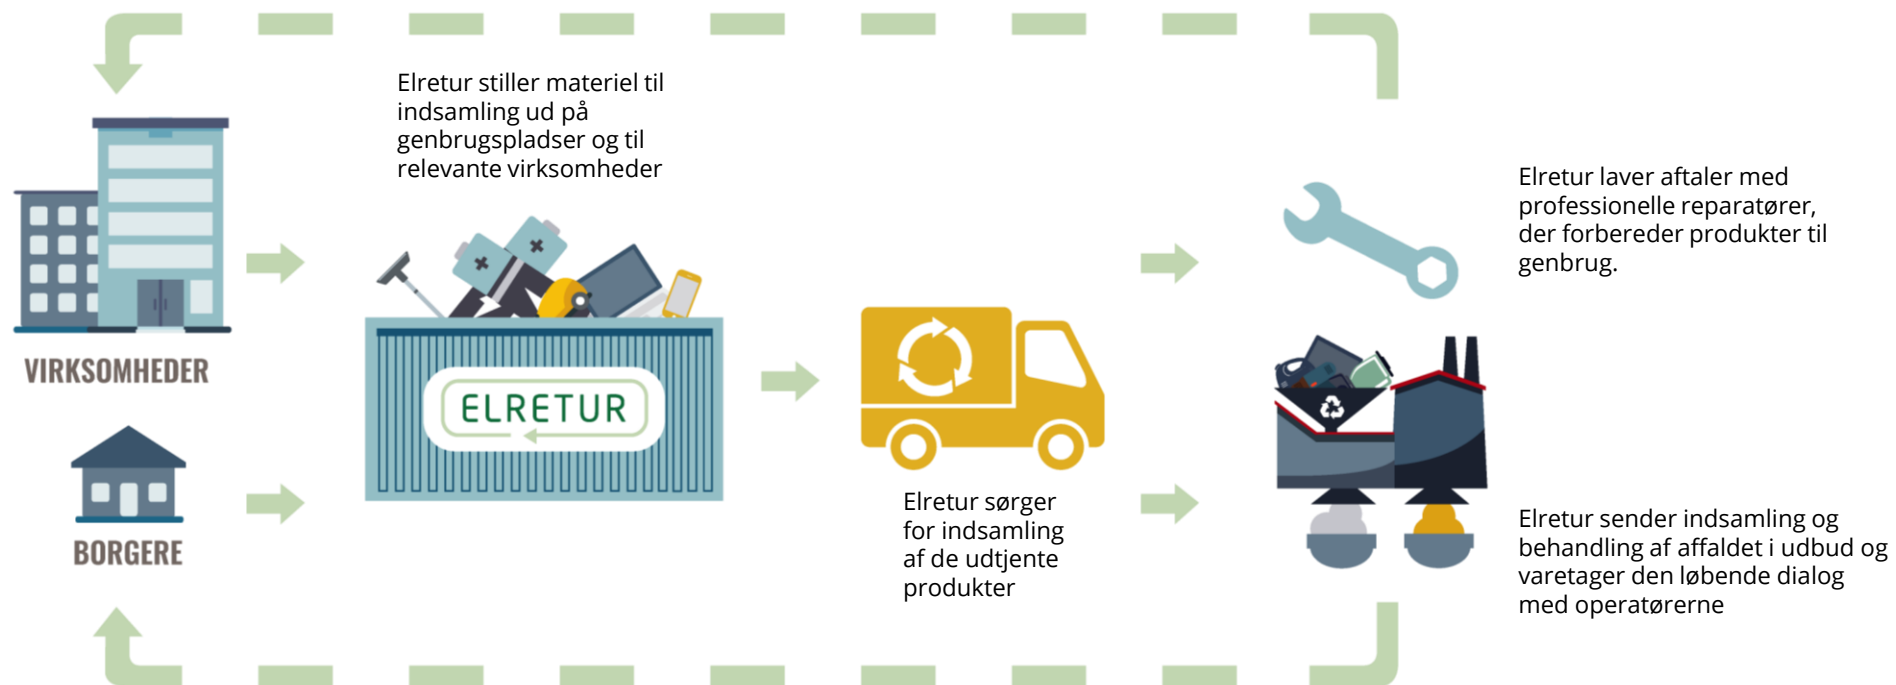 Elretur stiller materiel til
indsamling ud på
genbrugspladser og til
relevante virksomheder
VIRKSOMHEDER
BORGERE
ELRETUR
Elretur sørger
for indsamling
af de udtjente
produkter
Elretur laver aftaler med
professionelle reparatører,
der forbereder produkter til
genbrug.
Elretur sender indsamling og
behandling af affaldet i udbud og
varetager den løbende dialog
med operatørerne